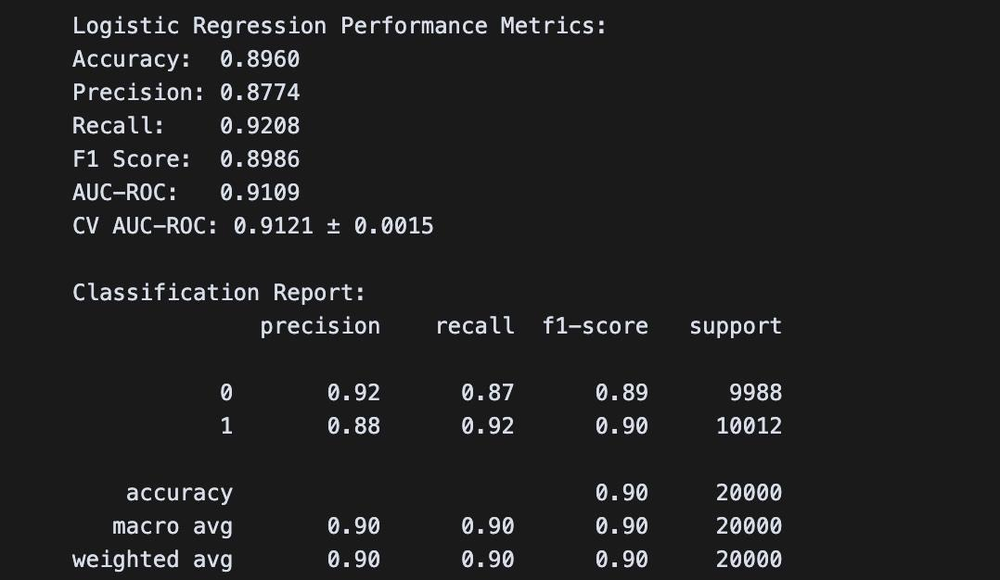 Logistic Regression Performance Metrics:
Accuracy:  0.8960
Precision: 0.8774
Recall:    0.9208
F1 Score:  0.8986
AUC-ROC:   0.9109
CV AUC-ROC: 0.9121 ± 0.0015
Classification Report:
              precision    recall  f1-score   support
           0       0.92      0.87      0.89      9988
           1       0.88      0.92      0.90     10012
    accuracy                           0.90     20000
   macro avg       0.90      0.90      0.90     20000
weighted avg       0.90      0.90      0.90     20000